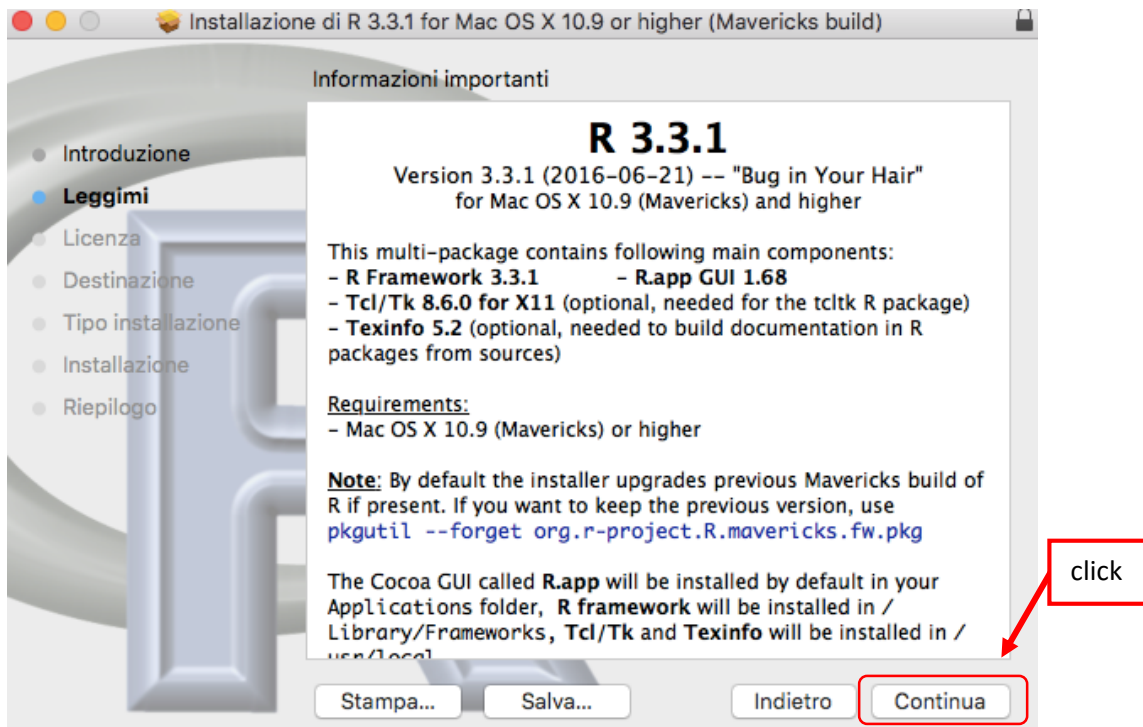 Installazione di R 3.3.1 for Mac OS X 10.9 or higher (Mavericks build)
Informazioni importanti
Introduzione
Leggimi
Licenza
Destinazione
Tipo installazione
Installazione
Riepilogo
R 3.3.1
Version 3.3.1 (2016-06-21) -- "Bug in Your Hair"
for Mac OS X 10.9 (Mavericks) and higher
This multi-package contains following main components:
- R Framework 3.3.1 - R.app GUI 1.68
- Tcl/Tk 8.6.0 for X11 (optional, needed for the tcltk R package)
- Texinfo 5.2 (optional, needed to build documentation in R
packages from sources)
Requirements:
- Mac OS X 10.9 (Mavericks) or higher
Note: By default the installer upgrades previous Mavericks build of
R if present. If you want to keep the previous version, use
pkgutil --forget org.r-project.R.mavericks.fw.pkg
The Cocoa GUI called R.app will be installed by default in your
Applications folder, R framework will be installed in /
Library/Frameworks, Tcl/Tk and Texinfo will be installed in /
usr/local
click
Stampa...
Salva...
Indietro
Continua